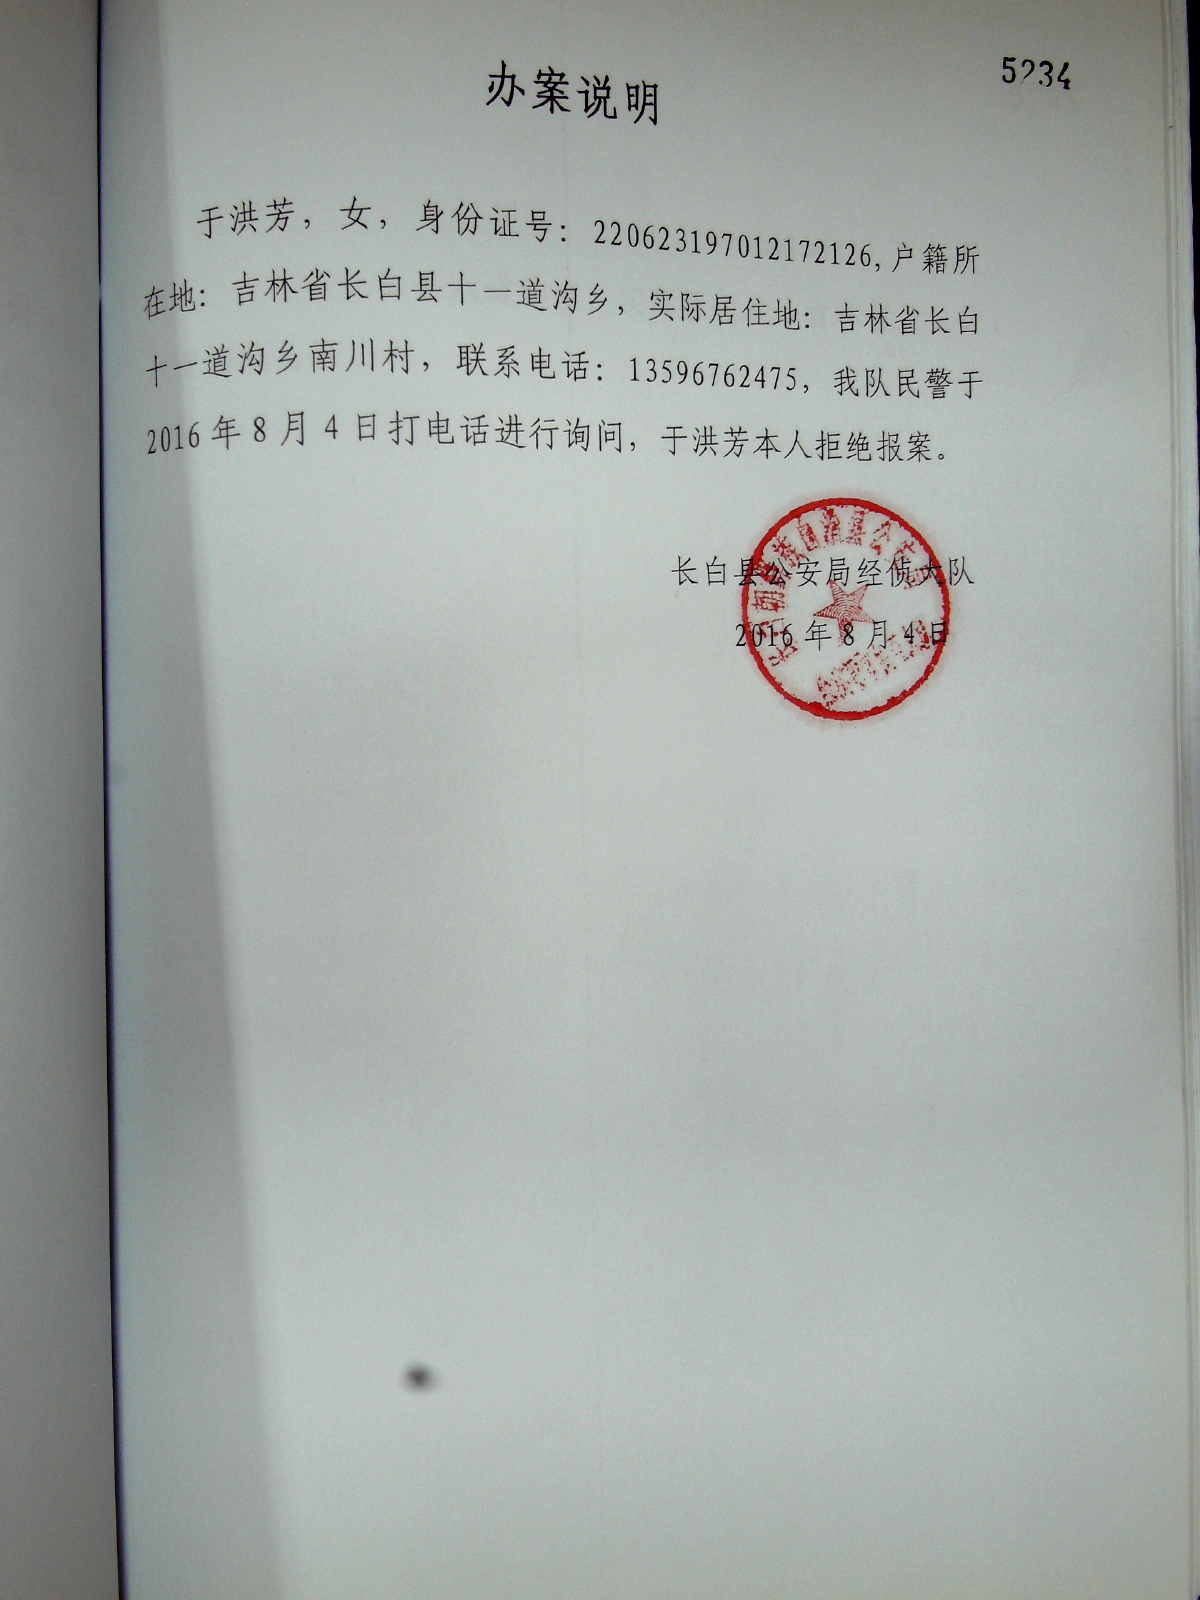 5234
办案说明
于洪芳，女，身份证号：220623197012172126,户籍所
在地：吉林省长白县十一道沟乡，实际居住地：吉林省长白
十一道沟乡南川村，联系电话：13596762475，我队民警于
2016年8月4日打电话进行询问，于洪芳本人拒绝报案。
长白县公安局经侦大队
2016年8月4日